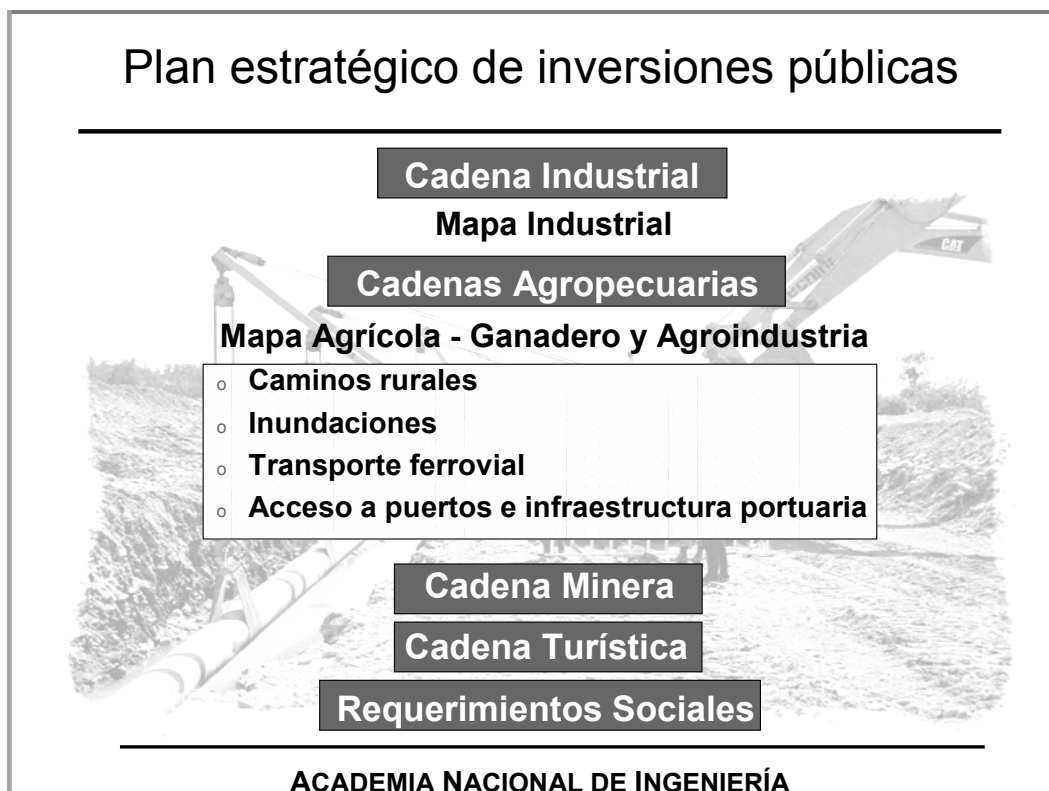 Plan estratégico de inversiones públicas
Cadena Industrial
Mapa Industrial
CAT
Cadenas Agropecuarias
Mapa Agrícola - Ganadero y Agroindustria
o Caminos rurales
o Inundaciones
o Transporte ferrovial
o Acceso a puertos e infraestructura portuaria
Cadena Minera
Cadena Turística
Requerimientos Sociales
ACADEMIA NACIONAL DE INGENIERÍA